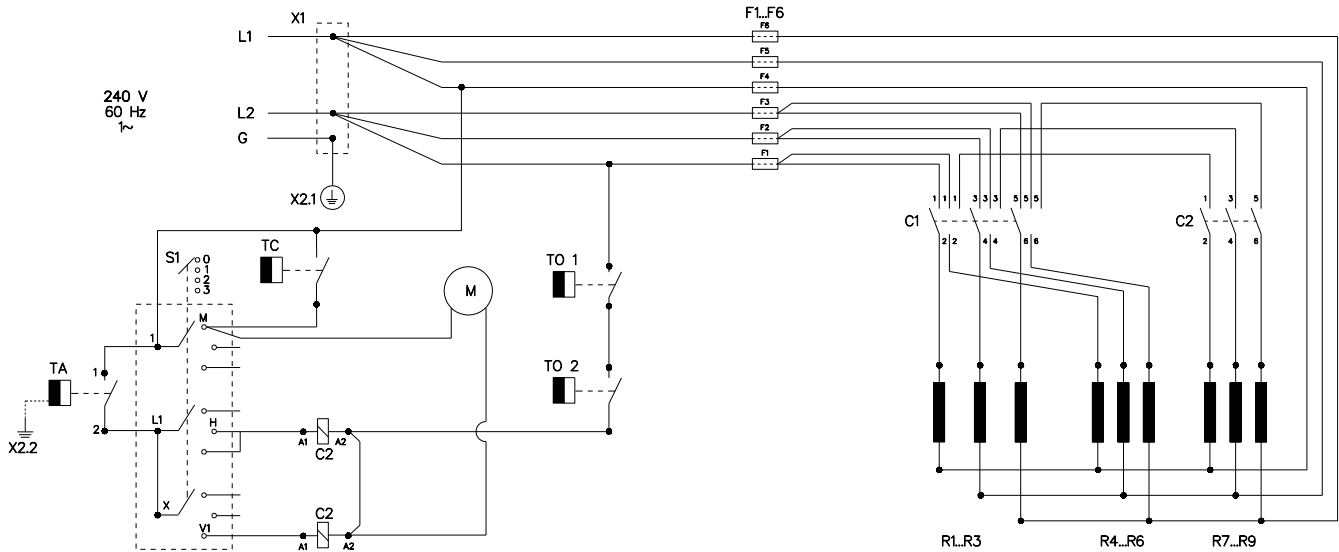 X1
F1...F6
L1
F6
F5
F4
240 V
60 Hz
1~
L2
F3
G
F2
F1
X2.1
C1
1 1 1 3 3 3 5 5 5
2 2 4 4 6 6
C2
1 3 5
2 4 6
S1
0
1
2
3
TC
M
TO 1
M
1
TA
1
2
TO 2
X2.2
L1
H
A1
A2
C2
X
V1
C2
A1
A2
R1...R3
R4...R6
R7...R9